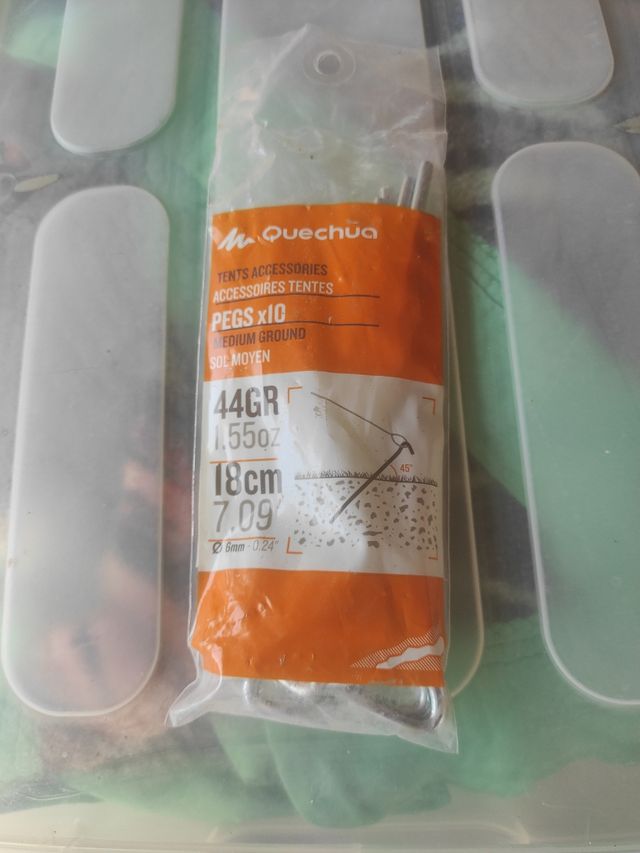 Quechua
TENTS ACCESSORIES
ACCESSOIRES TENTES
PEGS x10
MEDIUM GROUND
SOL MOYEN
44GR
1.55oz
18cm
7.09"
Ø 6mm - 0.24"
45°